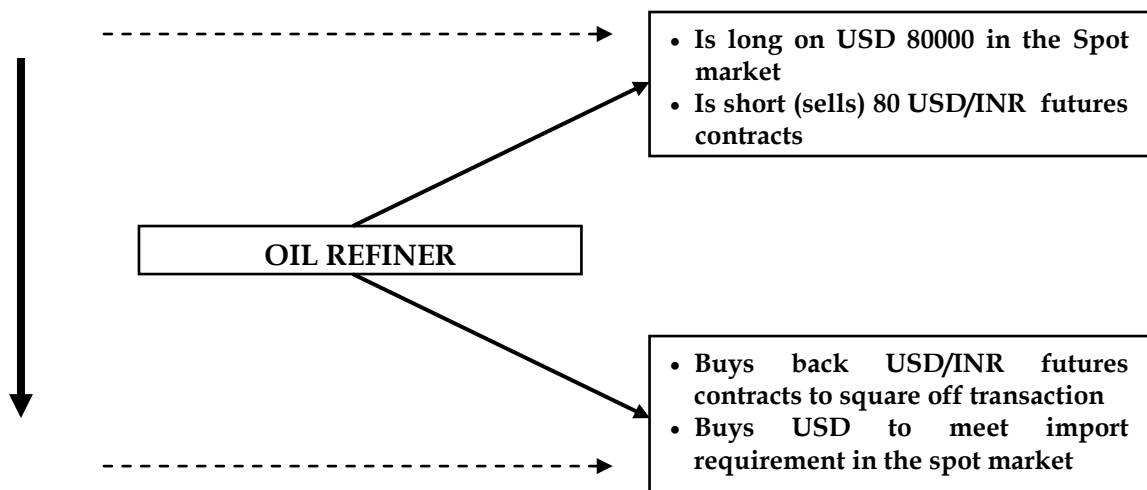 • Is long on USD 80000 in the Spot
market
• Is short (sells) 80 USD/INR futures
contracts
OIL REFINER
• Buys back USD/INR futures
contracts to square off transaction
• Buys USD to meet import
requirement in the spot market